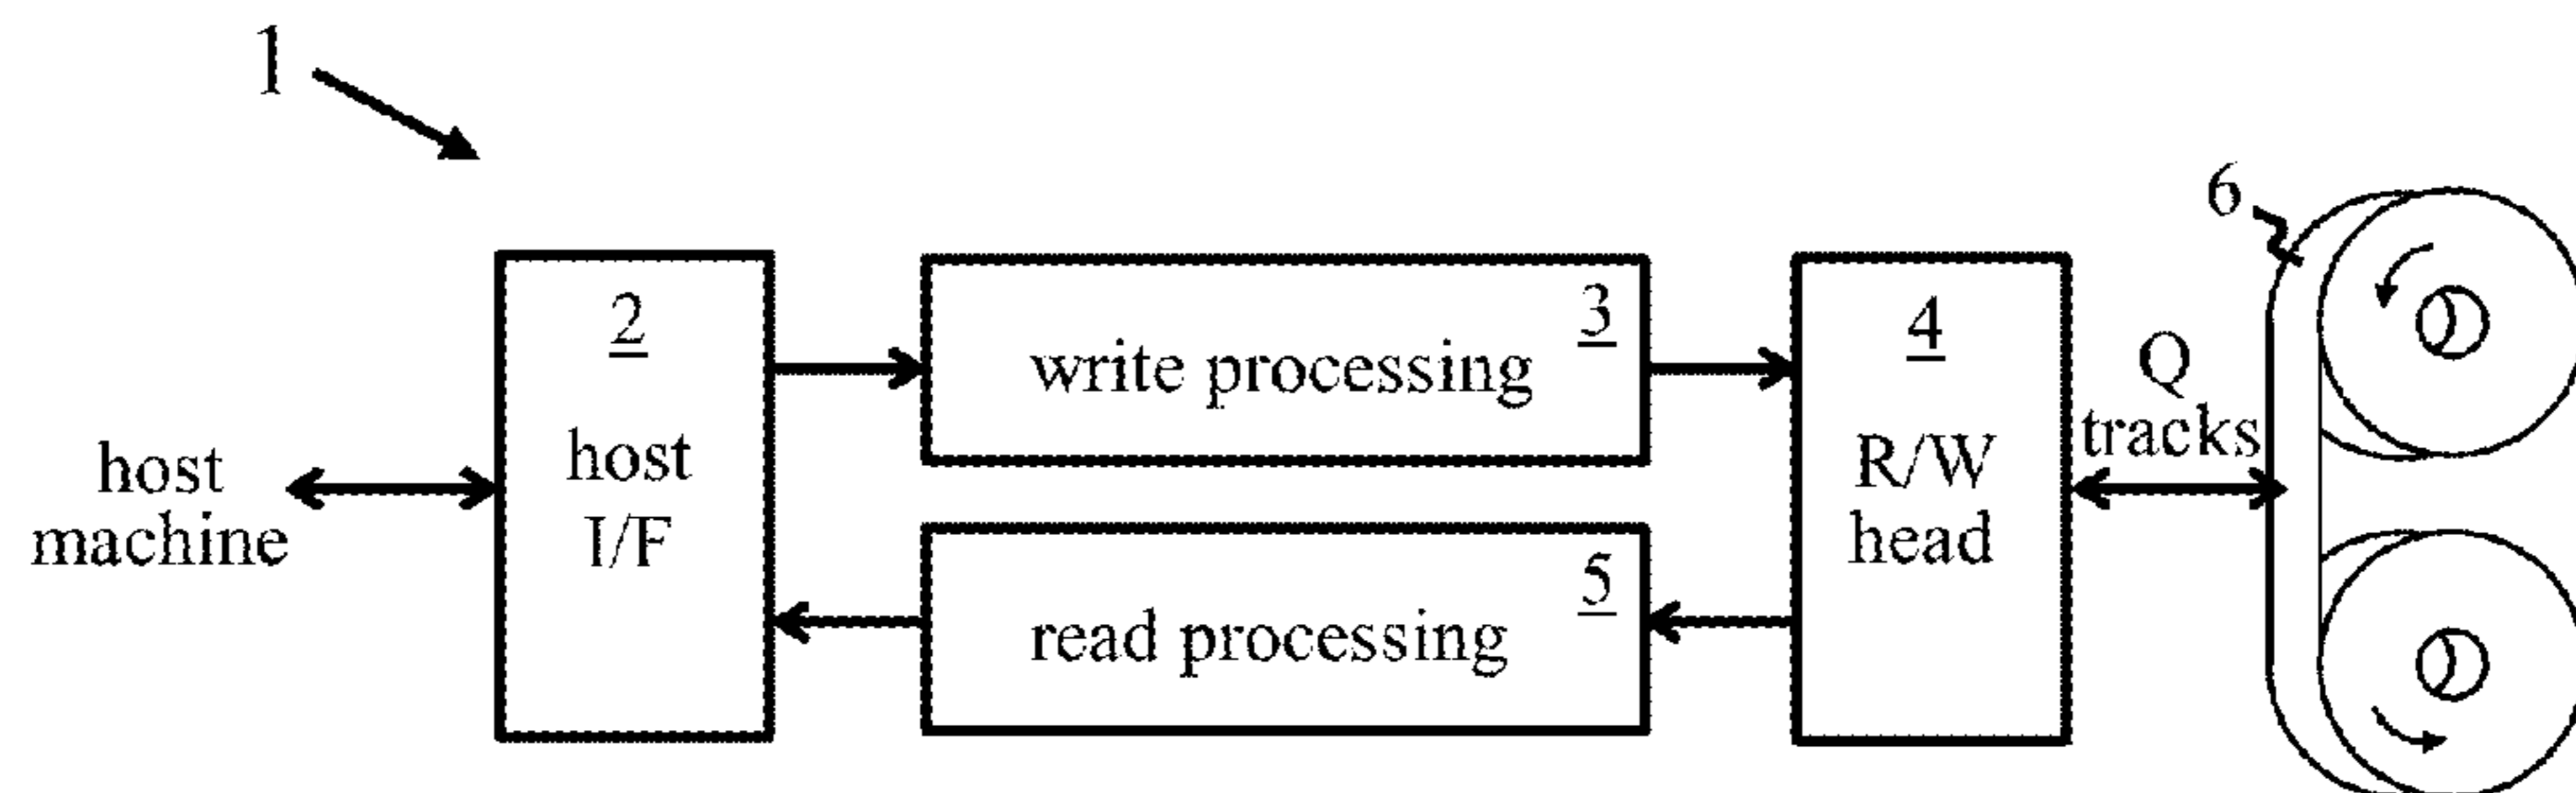 1
6
2
host
I/F
3
write processing
4
R/W
head
Q
tracks
host
machine
5
read processing